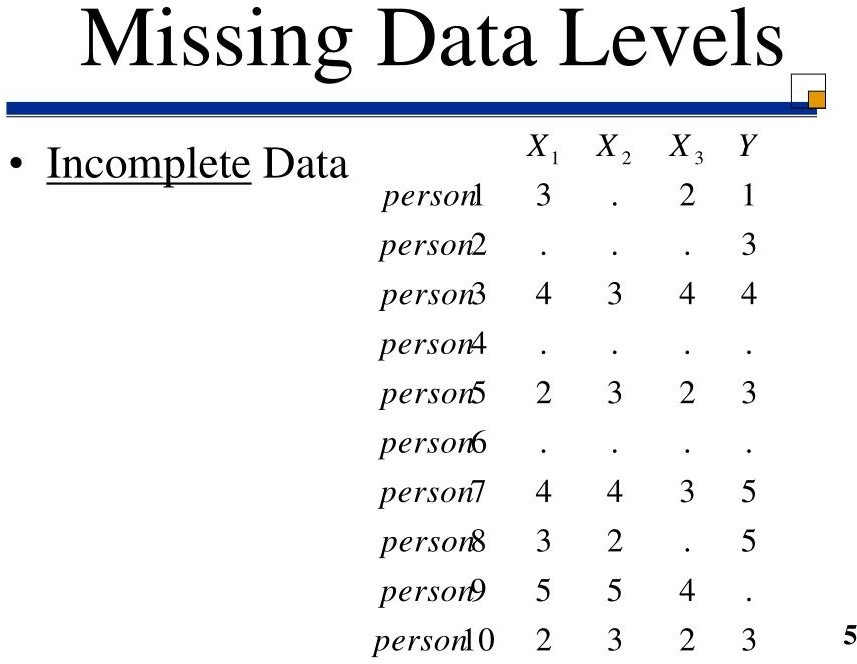 Missing Data Levels
• Incomplete Data
X1 X2 X3 Y
person1 3 . 2 1
person2 . . . 3
person3 4 3 4 4
person4 . . . .
person5 2 3 2 3
person6 . . . .
person7 4 4 3 5
person8 3 2 . 5
person9 5 5 4 .
person10 2 3 2 3
5